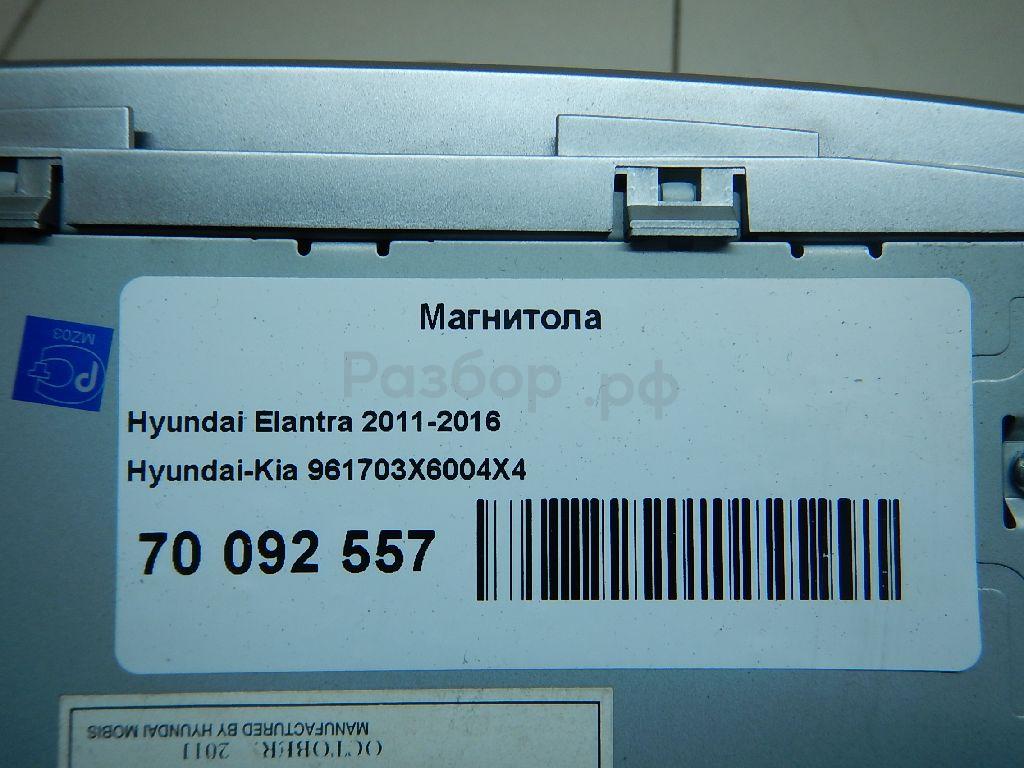 Магнитола
Разбор.рф
MZ03
Hyundai Elantra 2011-2016
Hyundai-Kia 961703X6004X4
70 092 557
MANUFACTURED BY HYUNDAI MOBIS
OCTOBER. 2011